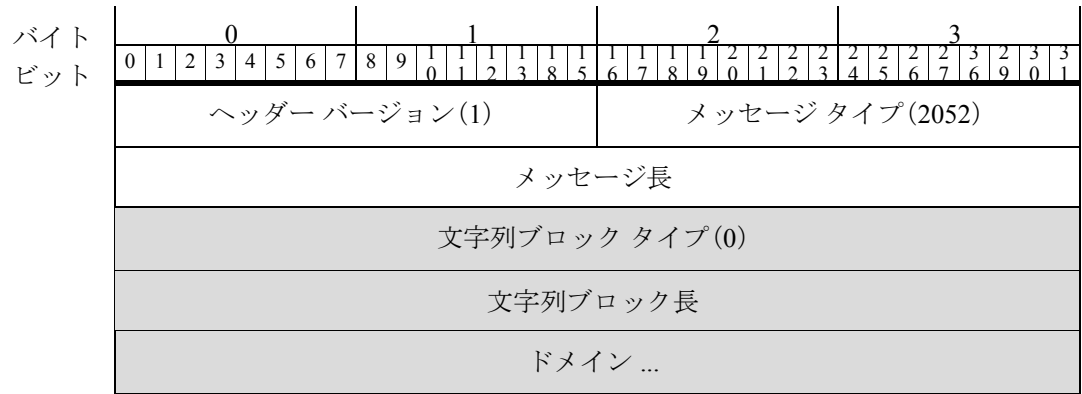 バイト 0 1 2 3
ビット 0 1 2 3 4 5 6 7 8 9 10 11 12 13 18 15 16 17 18 19 20 21 22 23 24 25 26 27 36 29 30 31
ヘッダー バージョン(1) メッセージ タイプ(2052)
メッセージ長
文字列ブロック タイプ(0)
文字列ブロック長
ドメイン ...